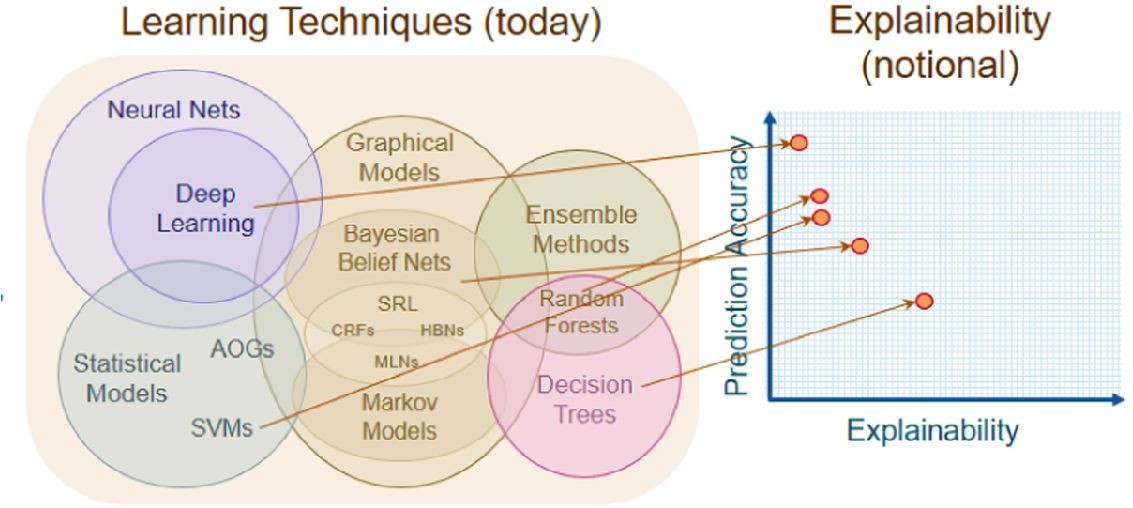 Learning Techniques (today)
Explainability
(notional)
Neural Nets
Graphical
Models
Deep
Learning
Ensemble
Methods
Bayesian
Belief Nets
SRL
Random
Forests
CRFs
HBNs
AOGs
MLNs
Statistical
Models
Decision
Trees
Markov
Models
SVMs
Prediction Accuracy
Explainability